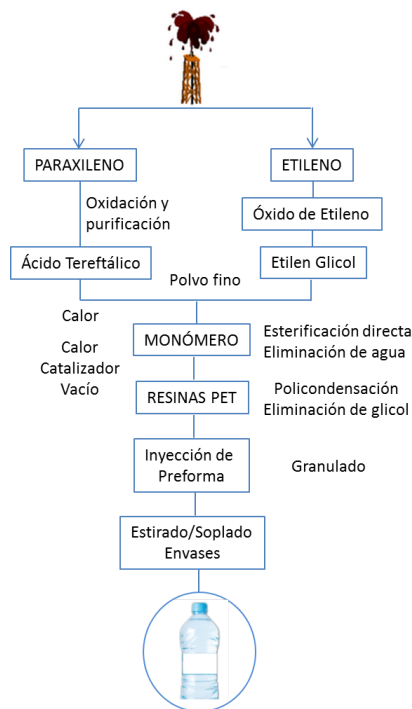 PARAXILENO
ETILENO
Oxidación y
purificación
Óxido de Etileno
Ácido Tereftálico
Etilen Glicol
Polvo fino
Calor
MONÓMERO
Esterificación directa
Eliminación de agua
Calor
Catalizador
Vacío
RESINAS PET
Policondensación
Eliminación de glicol
Inyección de
Preforma
Granulado
Estirado/Soplado
Envases